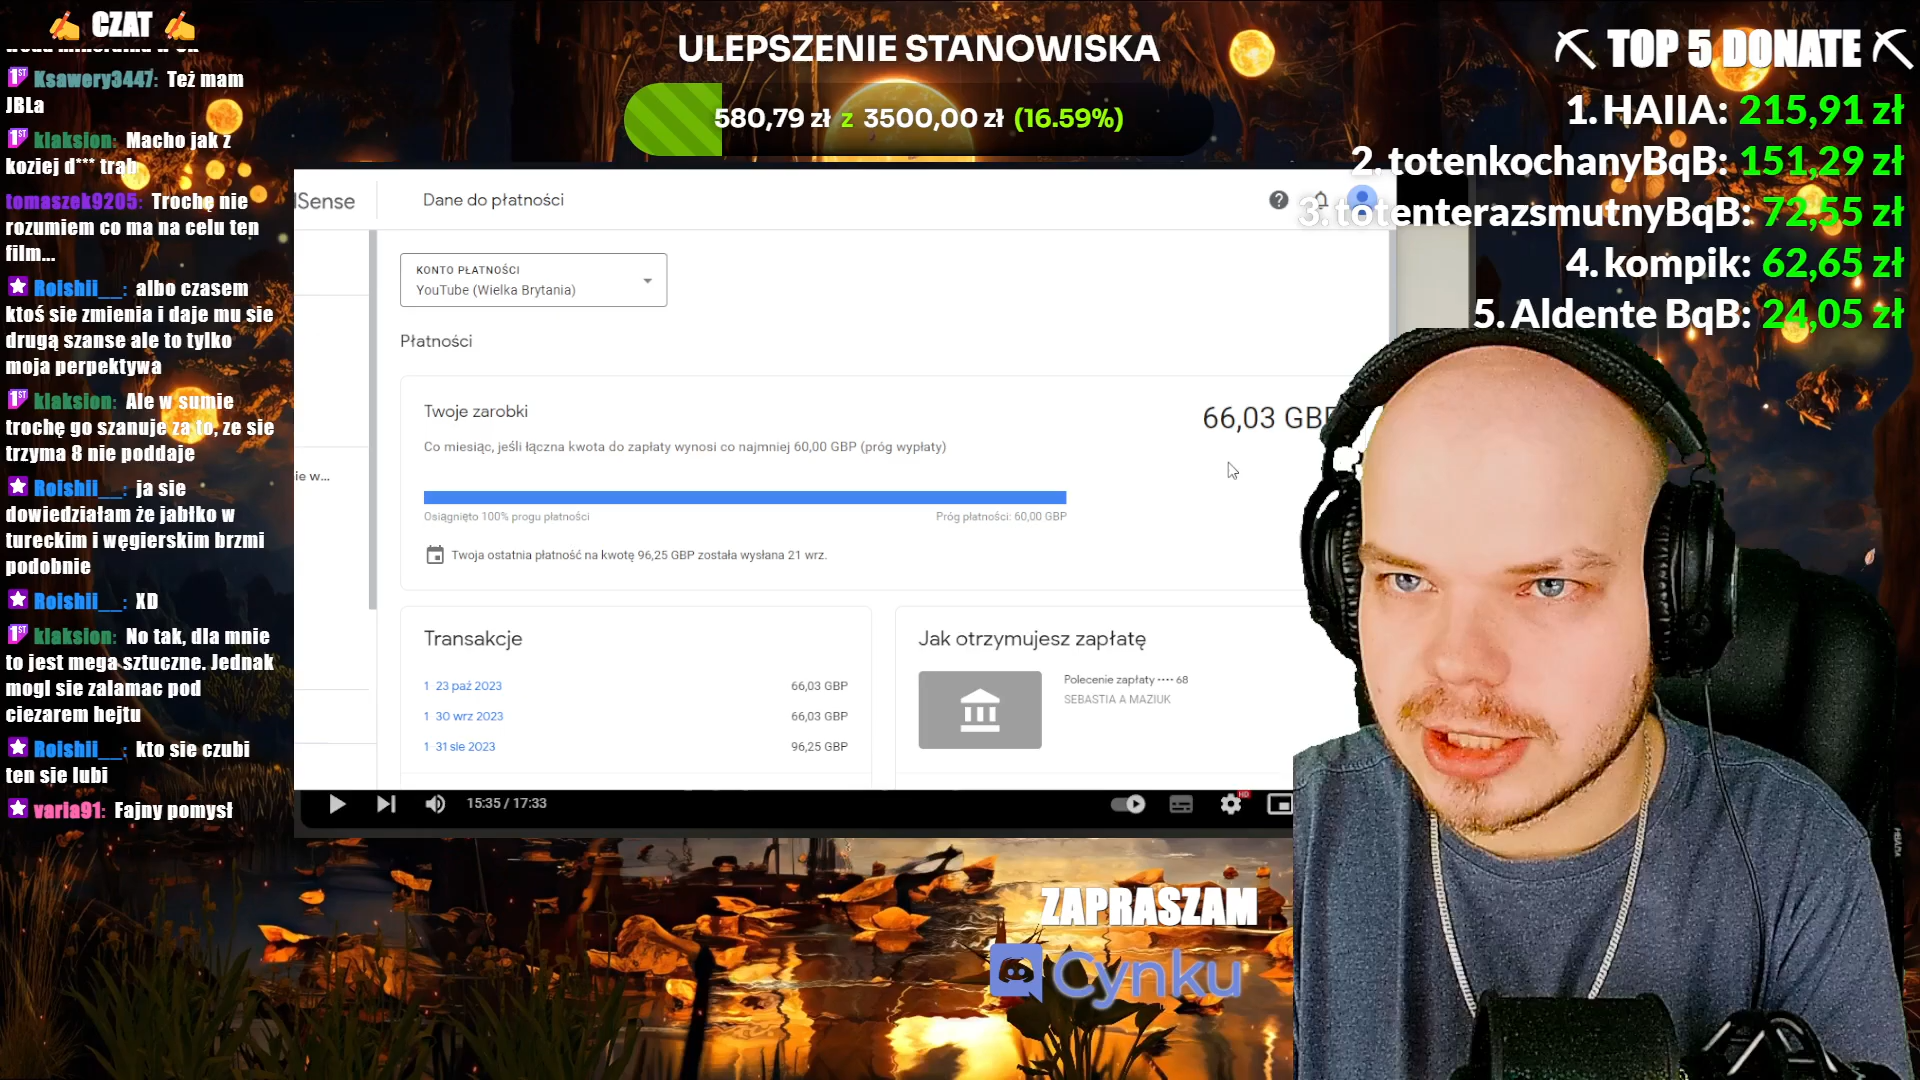 CZAT
Ksawery3447: Też mam
JBLa
klaksion: Macho jak z
koziej d*** trab
tomaszek9205: Trochę nie
rozumiem co ma na celu ten
film...
Roishii__: albo czasem
ktoś sie zmienia i daje mu sie
drugą szanse ale to tylko
moja perpektywa
klaksion: Ale w sumie
trochę go szanuje za to, ze sie
trzyma 8 nie poddaje
Roishii__: ja sie
dowiedziałam że jabłko w
tureckim i węgierskim brzmi
podobnie
Roishii__: XD
klaksion: No tak, dla mnie
to jest mega sztuczne. Jednak
mogl sie zalamac pod
ciezarem hejtu
Roishii__: kto sie czubi
ten sie lubi
varia91: Fajny pomysł
ULEPSZENIE STANOWISKA
580,79 zł z 3500,00 zł (16.59%)
TOP 5 DONATE
1. HAIIA: 215,91 zł
2. totenkochanyBqB: 151,29 zł
3. totenterazsmutnyBqB: 72,55 zł
4. kompik: 62,65 zł
5. Aldente BqB: 24,05 zł
Sense
Dane do płatności
KONTO PŁATNOŚCI
YouTube (Wielka Brytania)
Płatności
Twoje zarobki
66,03 GBP
Co miesiąc, jeśli łączna kwota do zapłaty wynosi co najmniej 60,00 GBP (próg wypłaty)
ie w...
Osiągnięto 100% progu płatności
Próg płatności: 60,00 GBP
Twoja ostatnia płatność na kwotę 96,25 GBP została wysłana 21 wrz.
Transakcje
1 23 paź 2023 66,03 GBP
1 30 wrz 2023 66,03 GBP
1 31 sie 2023 96,25 GBP
Jak otrzymujesz zapłatę
Polecenie zapłaty •••• 68
SEBASTIA A MAZIUK
15:35 / 17:33
HD
ZAPRASZAM
Cynku